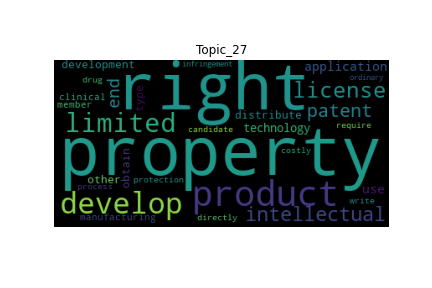 Topic_27
development
infringement
application
drug
right
end
type
ordinary
license
clinical
member
patent
distribute
limited
candidate
technology
require
property
costly
obtain
other
protection
process
product
use
develop
write
manufacturing
directly
intellectual